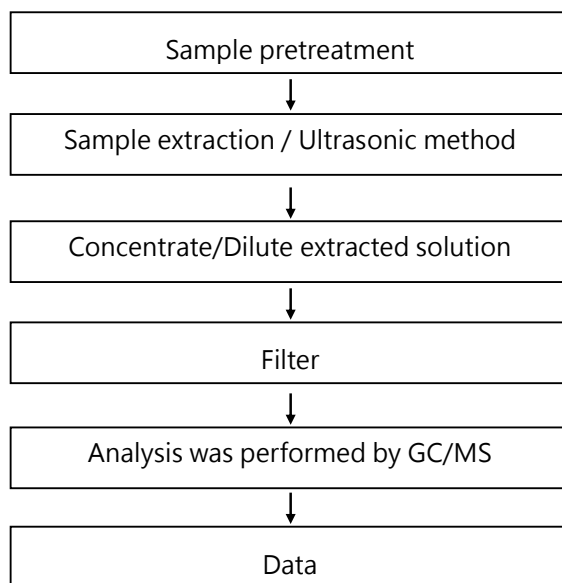 Sample pretreatment
Sample extraction / Ultrasonic method
Concentrate/Dilute extracted solution
Filter
Analysis was performed by GC/MS
Data